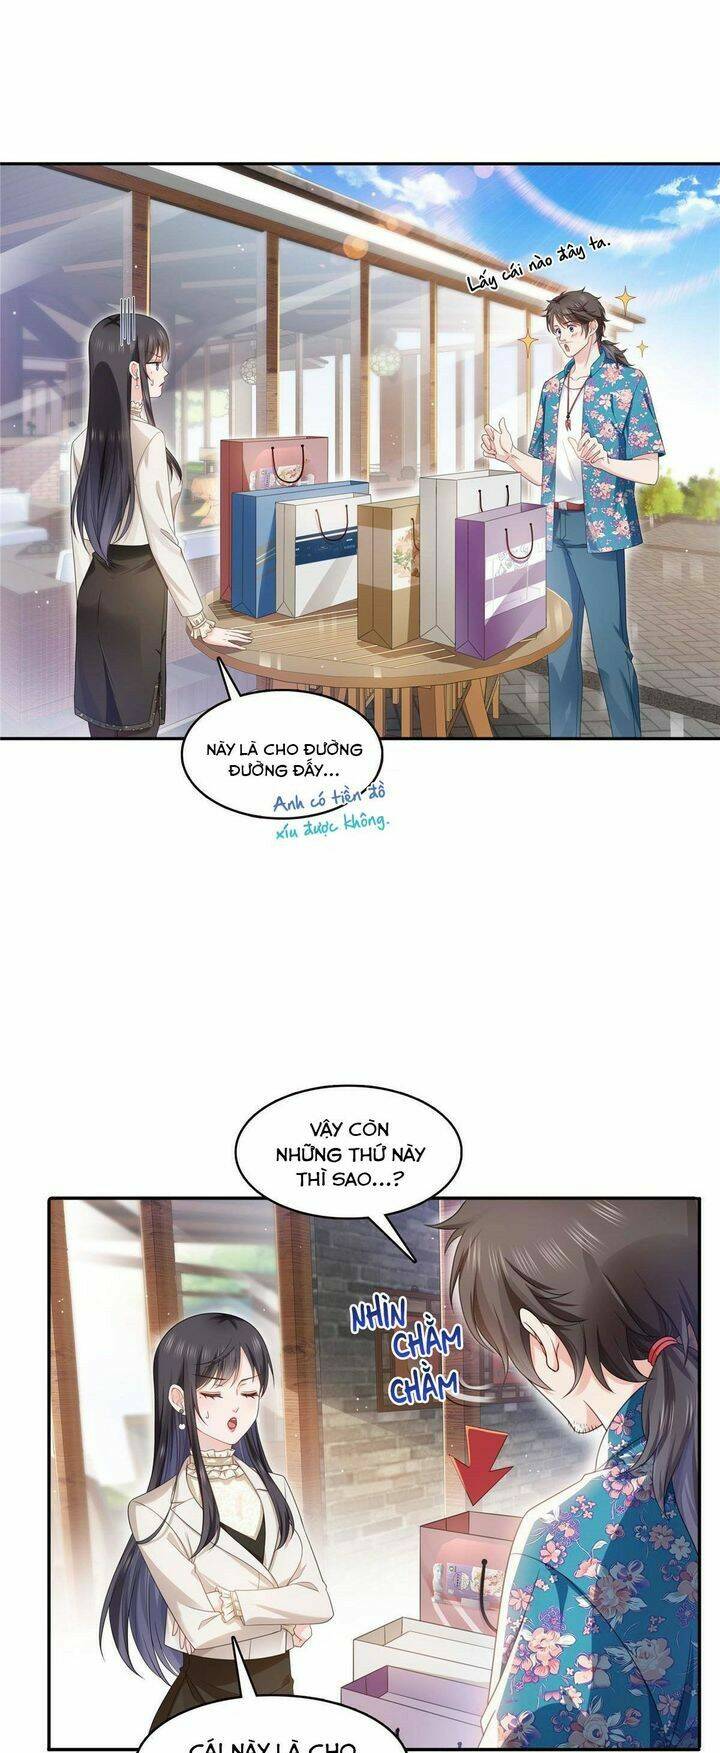 Lấy cái nào đây ta.
NÀY LÀ CHO ĐƯỜNG
ĐƯỜNG ĐẤY...
Anh có tiền đồ
xíu được không.
VẬY CÒN
NHỮNG THỨ NÀY
THÌ SAO...?
NHÌN
CHẰM
CHẰM
CÁI NÀY LÀ CHO